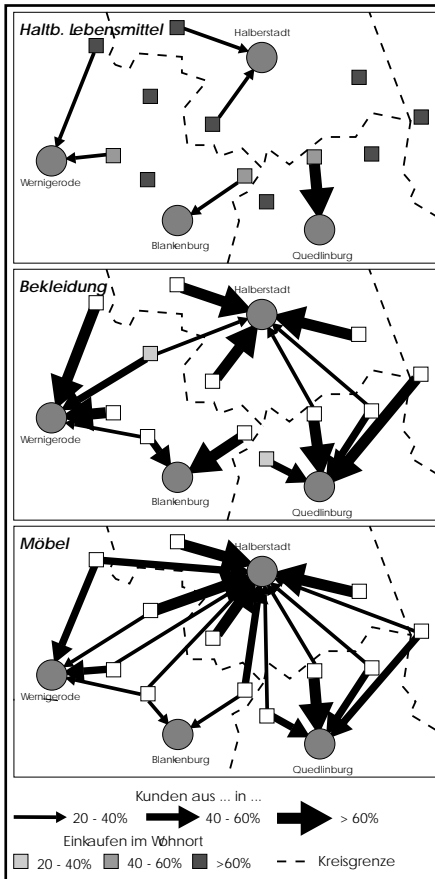 Haltb. Lebensmittel
Halberstadt
Wernigerode
Blankenburg
Quedlinburg
Bekleidung
Halberstadt
Wernigerode
Blankenburg
Quedlinburg
Möbel
Halberstadt
Wernigerode
Blankenburg
Quedlinburg
Kunden aus ... in ...
20 - 40% 40 - 60% > 60%
Einkaufen im Wohnort
20 - 40% 40 - 60% >60% Kreisgrenze